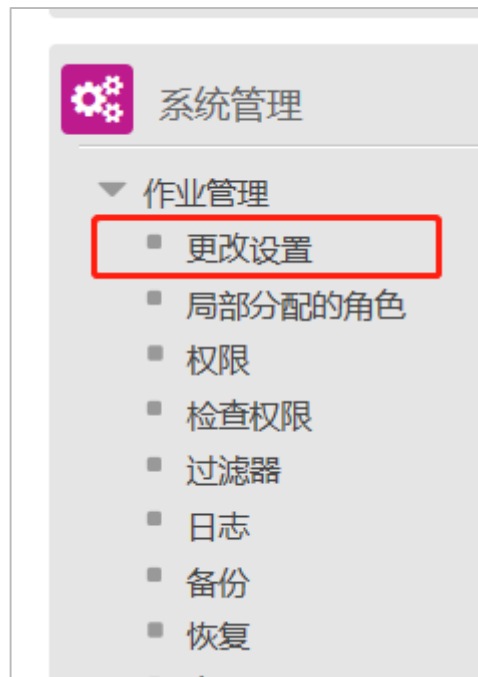 系统管理
作业管理
更改设置
局部分配的角色
权限
检查权限
过滤器
日志
备份
恢复